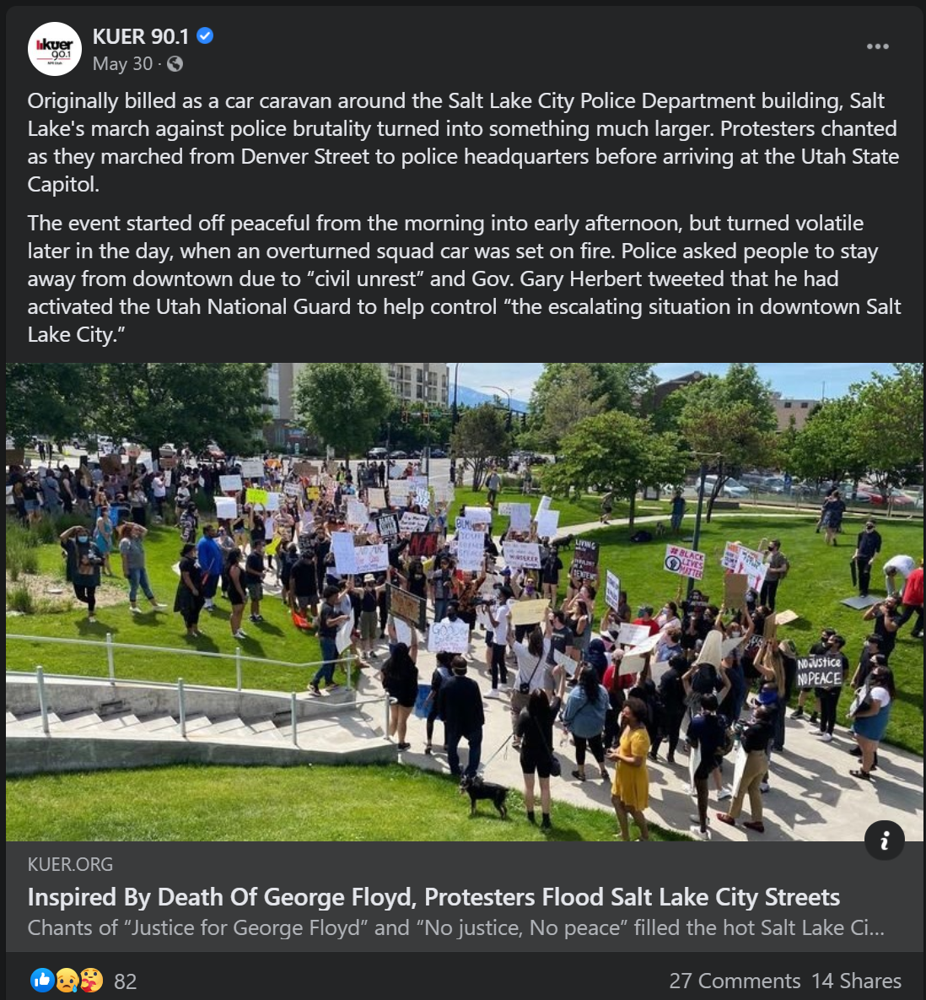 kuer
90.1
KUER 90.1
May 30 ·
Originally billed as a car caravan around the Salt Lake City Police Department building, Salt
Lake's march against police brutality turned into something much larger. Protesters chanted
as they marched from Denver Street to police headquarters before arriving at the Utah State
Capitol.
The event started off peaceful from the morning into early afternoon, but turned volatile
later in the day, when an overturned squad car was set on fire. Police asked people to stay
away from downtown due to “civil unrest” and Gov. Gary Herbert tweeted that he had
activated the Utah National Guard to help control “the escalating situation in downtown Salt
Lake City.”
LIVING
#BLACK
LIVES
MATTER
MURDERER
NO JUSTICE
NO PEACE
i
KUER.ORG
Inspired By Death Of George Floyd, Protesters Flood Salt Lake City Streets
Chants of “Justice for George Floyd” and “No justice, No peace” filled the hot Salt Lake Ci...
82
27 Comments 14 Shares